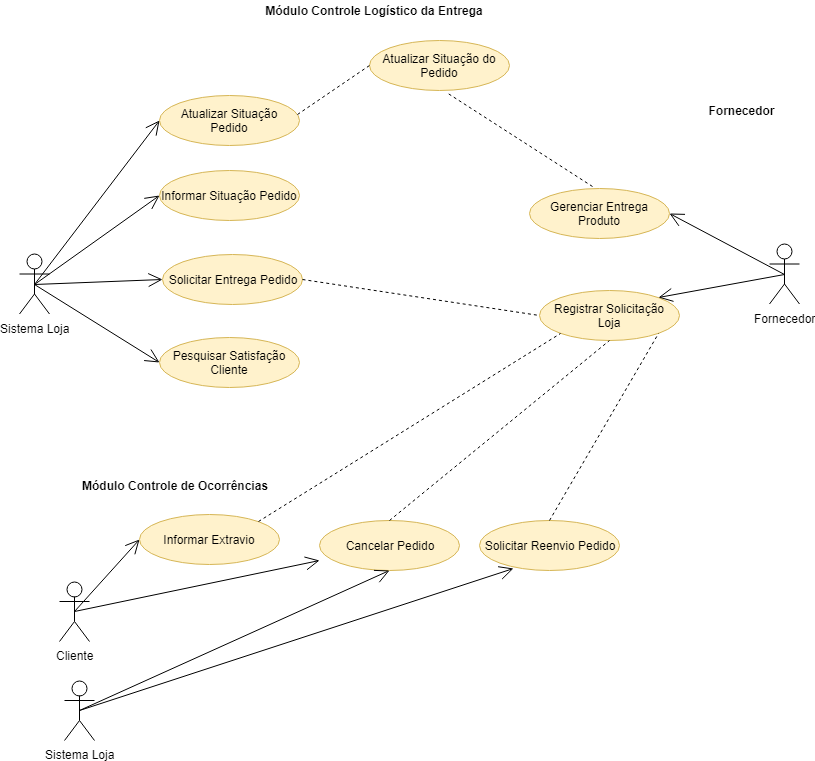 Módulo Controle Logístico da Entrega
Atualizar Situação do
Pedido
Atualizar Situação
Pedido
Fornecedor
Informar Situação Pedido
Gerenciar Entrega
Produto
Solicitar Entrega Pedido
Registrar Solicitação
Loja
Fornecedor
Sistema Loja
Pesquisar Satisfação
Cliente
Módulo Controle de Ocorrências
Informar Extravio
Cancelar Pedido
Solicitar Reenvio Pedido
Cliente
Sistema Loja